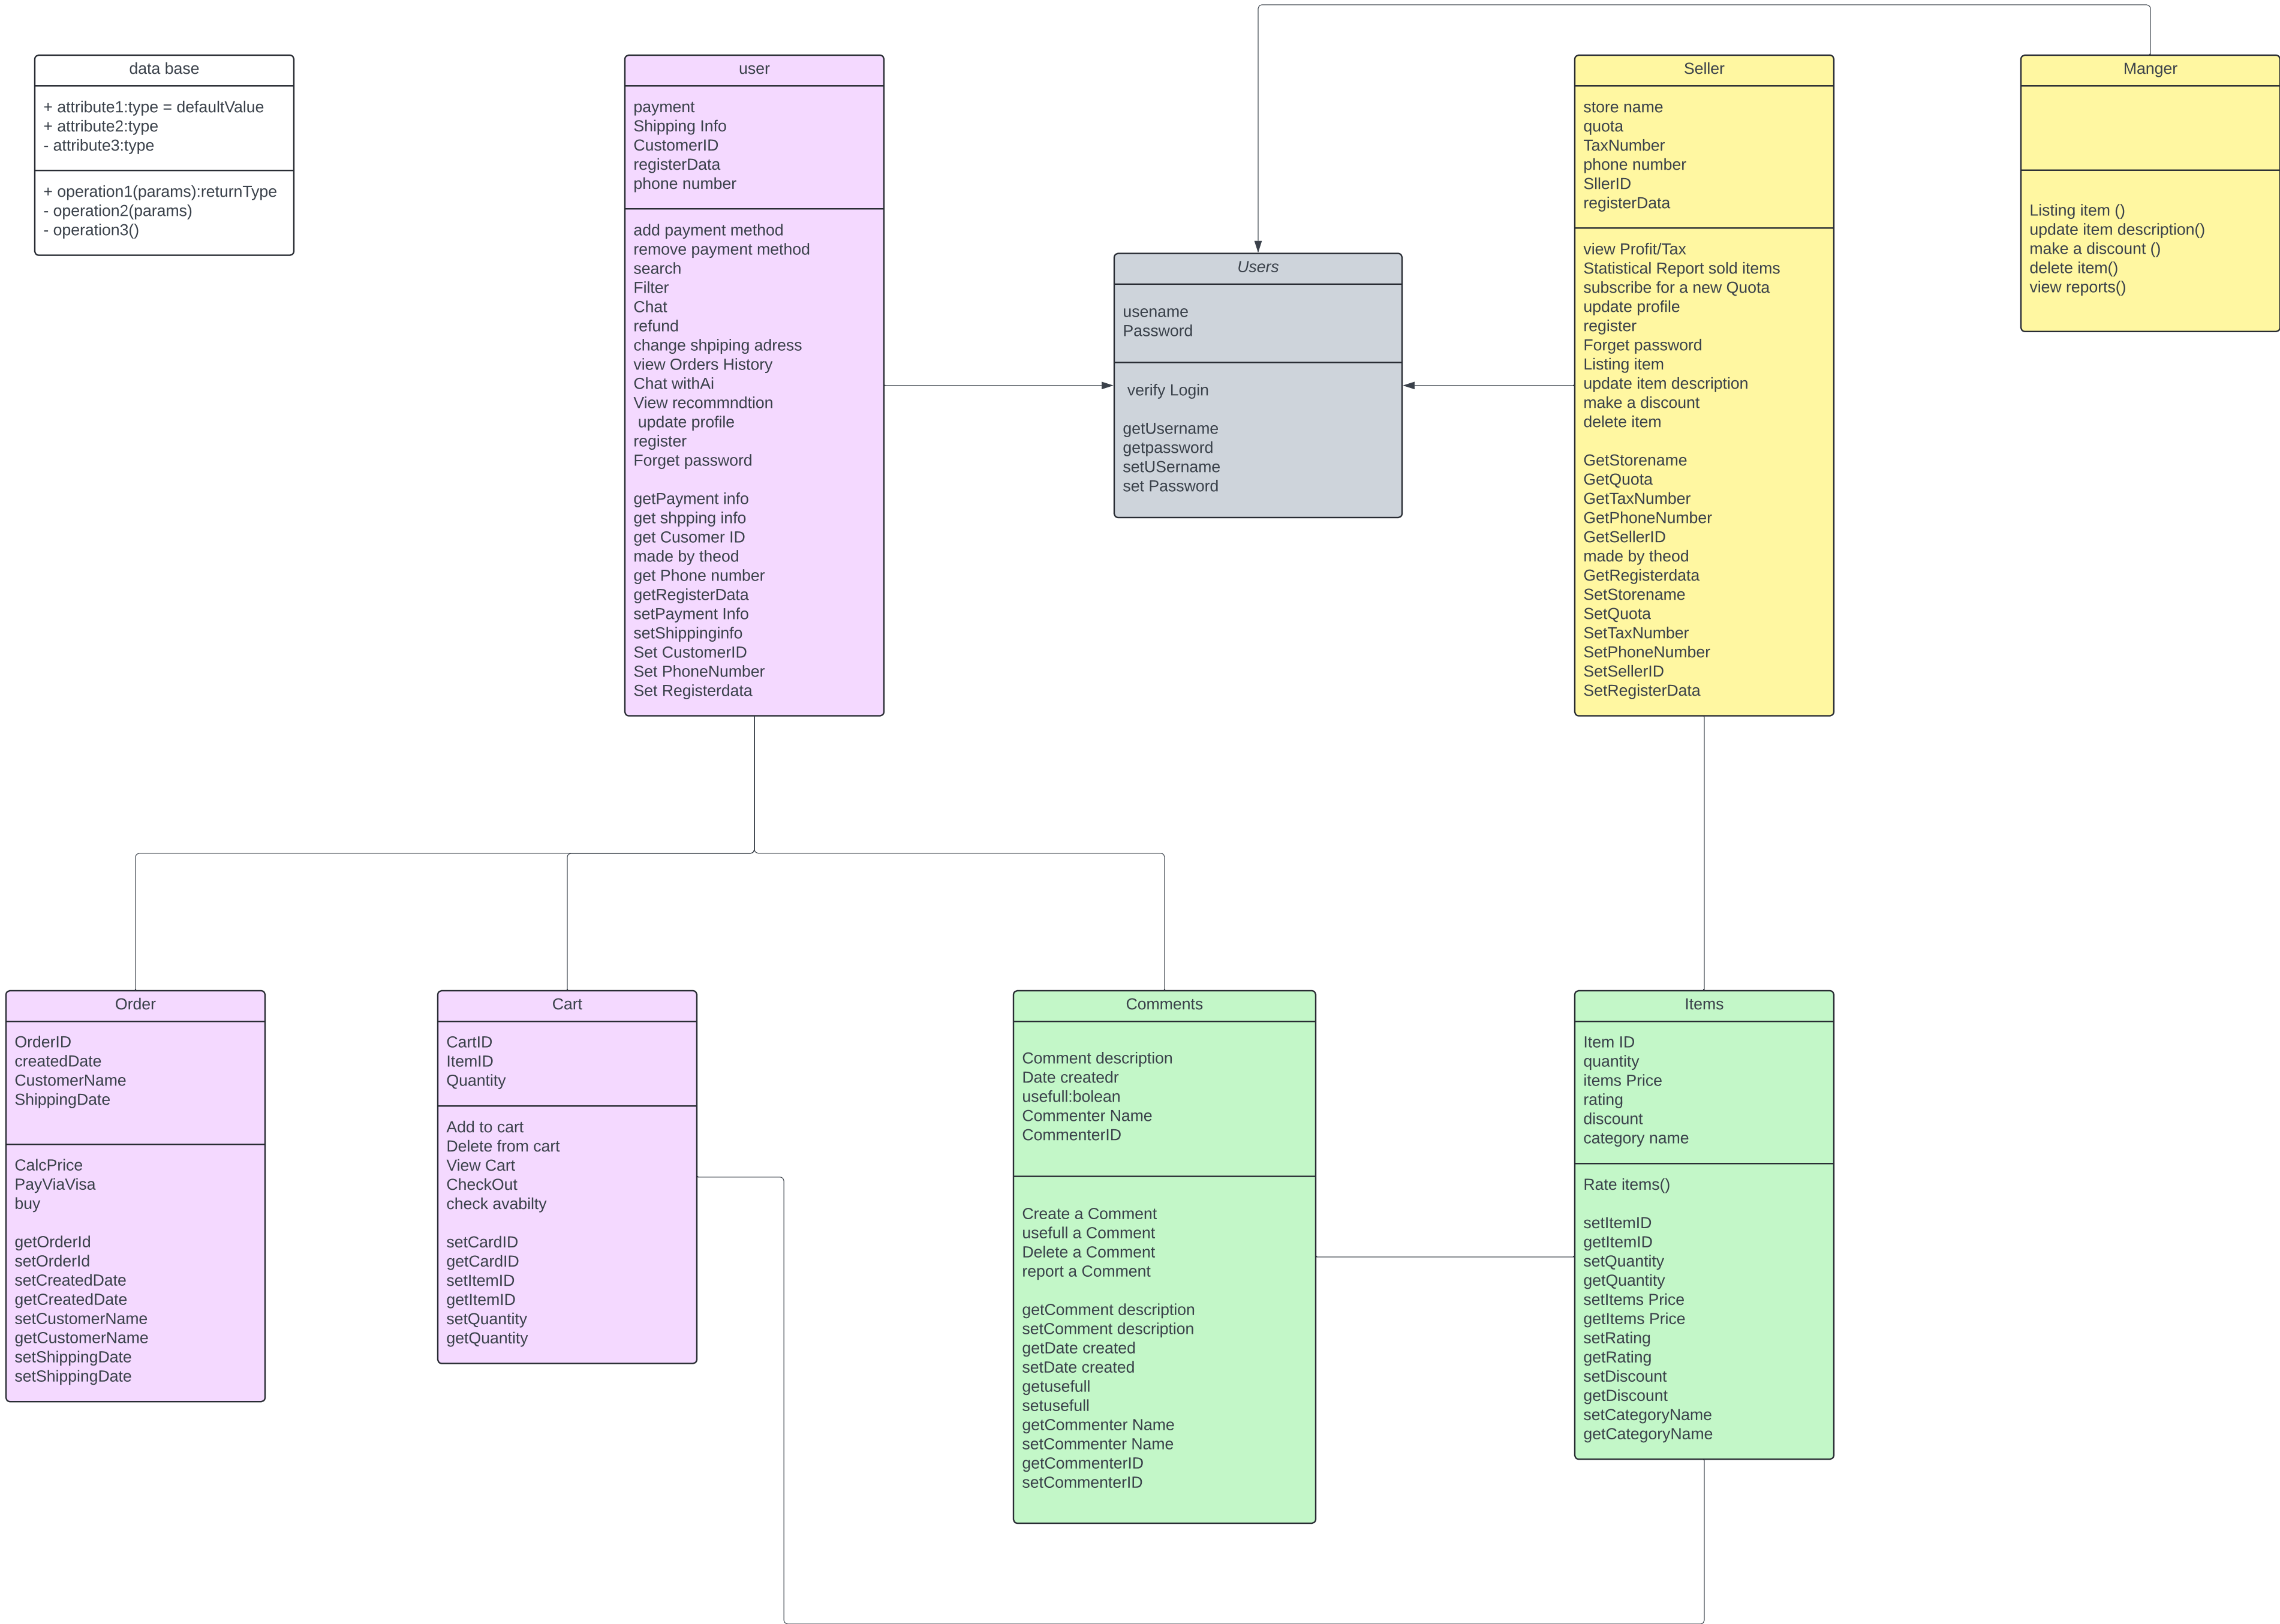 data base
+ attribute1:type = defaultValue
+ attribute2:type
- attribute3:type
+ operation1(params):returnType
- operation2(params)
- operation3()
user
payment
Shipping Info
CustomerID
registerData
phone number
add payment method
remove payment method
search
Filter
Chat
refund
change shpiping adress
view Orders History
Chat withAi
View recommndtion
update profile
register
Forget password
getPayment info
get shpping info
get Cusomer ID
made by theod
get Phone number
getRegisterData
setPayment Info
setShippinginfo
Set CustomerID
Set PhoneNumber
Set Registerdata
Users
usename
Password
verify Login
getUsername
getpassword
setUSername
set Password
Seller
store name
quota
TaxNumber
phone number
SllerID
registerData
view Profit/Tax
Statistical Report sold items
subscribe for a new Quota
update profile
register
Forget password
Listing item
update item description
make a discount
delete item
GetStorename
GetQuota
GetTaxNumber
GetPhoneNumber
GetSellerID
made by theod
GetRegisterdata
SetStorename
SetQuota
SetTaxNumber
SetPhoneNumber
SetSellerID
SetRegisterData
Manger
Listing item ()
update item description()
make a discount ()
delete item()
view reports()
Order
OrderID
createdDate
CustomerName
ShippingDate
CalcPrice
PayViaVisa
buy
getOrderId
setOrderId
setCreatedDate
getCreatedDate
setCustomerName
getCustomerName
setShippingDate
setShippingDate
Cart
CartID
ItemID
Quantity
Add to cart
Delete from cart
View Cart
CheckOut
check avabilty
setCardID
getCardID
setItemID
getItemID
setQuantity
getQuantity
Comments
Comment description
Date createdr
usefull:bolean
Commenter Name
CommenterID
Create a Comment
usefull a Comment
Delete a Comment
report a Comment
getComment description
setComment description
getDate created
setDate created
getusefull
setusefull
getCommenter Name
setCommenter Name
getCommenterID
setCommenterID
Items
Item ID
quantity
items Price
rating
discount
category name
Rate items()
setItemID
getItemID
setQuantity
getQuantity
setItems Price
getItems Price
setRating
getRating
setDiscount
getDiscount
setCategoryName
getCategoryName